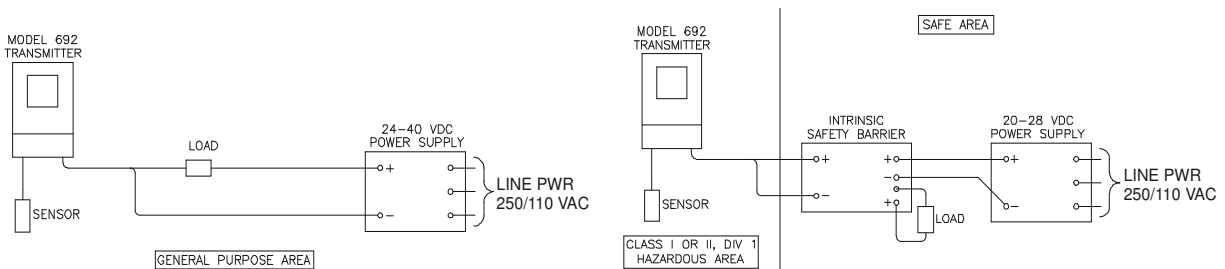 MODEL 692
TRANSMITTER
24-40 VDC
POWER SUPPLY
LOAD
+
-
LINE PWR
250/110 VAC
SENSOR
GENERAL PURPOSE AREA
SAFE AREA
MODEL 692
TRANSMITTER
INTRINSIC
SAFETY BARRIER
20-28 VDC
POWER SUPPLY
+
-
+
-
+
LOAD
+
-
LINE PWR
250/110 VAC
SENSOR
CLASS I OR II, DIV 1
HAZARDOUS AREA